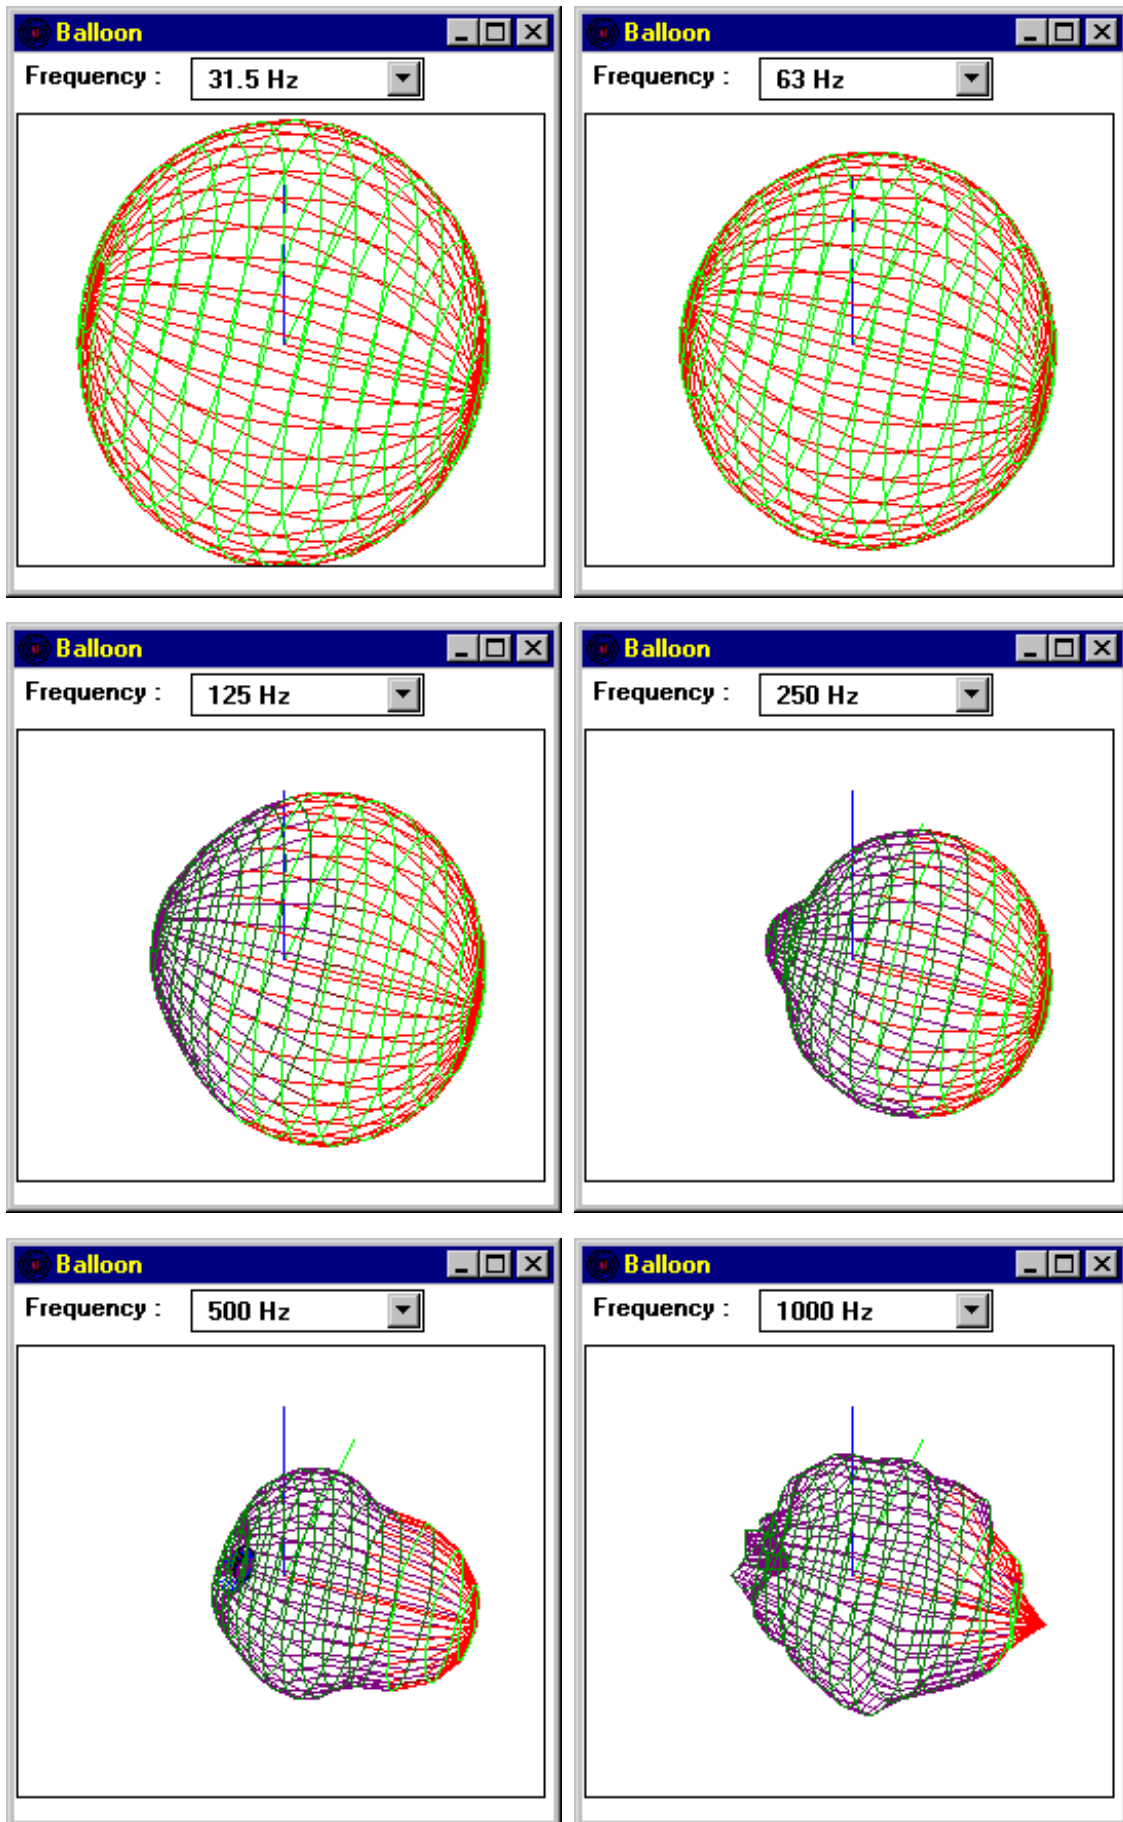 Balloon
Frequency : 31.5 Hz
Balloon
Frequency : 63 Hz
Balloon
Frequency : 125 Hz
Balloon
Frequency : 250 Hz
Balloon
Frequency : 500 Hz
Balloon
Frequency : 1000 Hz